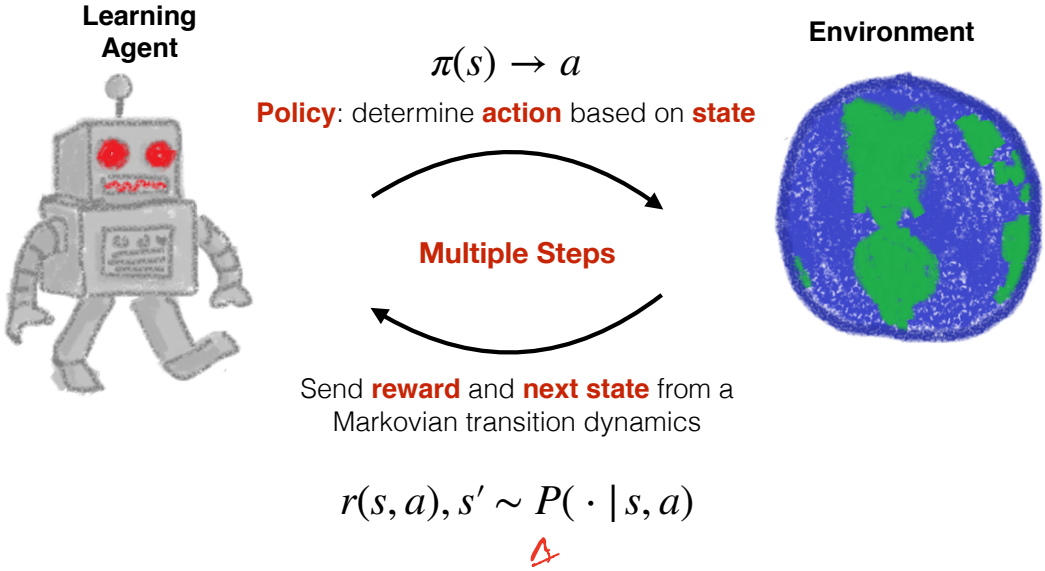 Learning
Agent
Environment
π(s) → a
Policy: determine action based on state
Multiple Steps
Send reward and next state from a
Markovian transition dynamics
r(s, a), s′ ∼ P( · | s, a)